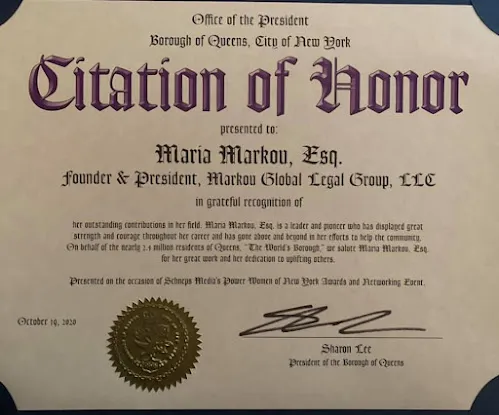 Office of the President
Borough of Queens, City of New York
Citation of Honor
presented to:
Maria Markou, Esq.
Founder & President, Markou Global Legal Group, LLC
in grateful recognition of
her outstanding contributions in her field. Maria Markou, Esq. is a leader and pioneer who has displayed great
strength and courage throughout her career and has gone above and beyond in her efforts to help the community.
On behalf of the nearly 2.4 million residents of Queens, "The World's Borough," we salute Maria Markou, Esq.
for her great work and her dedication to uplifting others.
Presented on the occasion of Schneps Media's Power Women of New York Awards and Networking Event.
October 19, 2020
Sharon Lee
President of the Borough of Queens